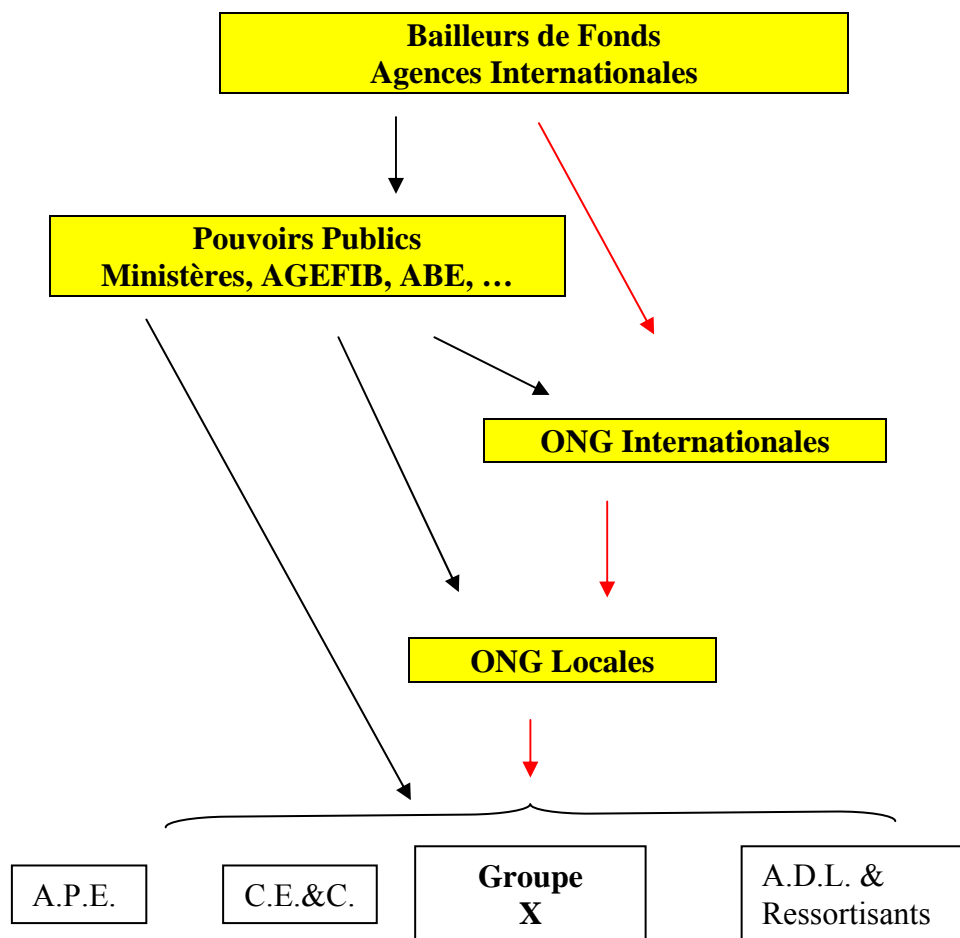 Bailleurs de Fonds
Agences Internationales
Pouvoirs Publics
Ministères, AGEFIB, ABE, …
ONG Internationales
ONG Locales
A.P.E.
C.E.&C.
Groupe
X
A.D.L. &
Ressortisants